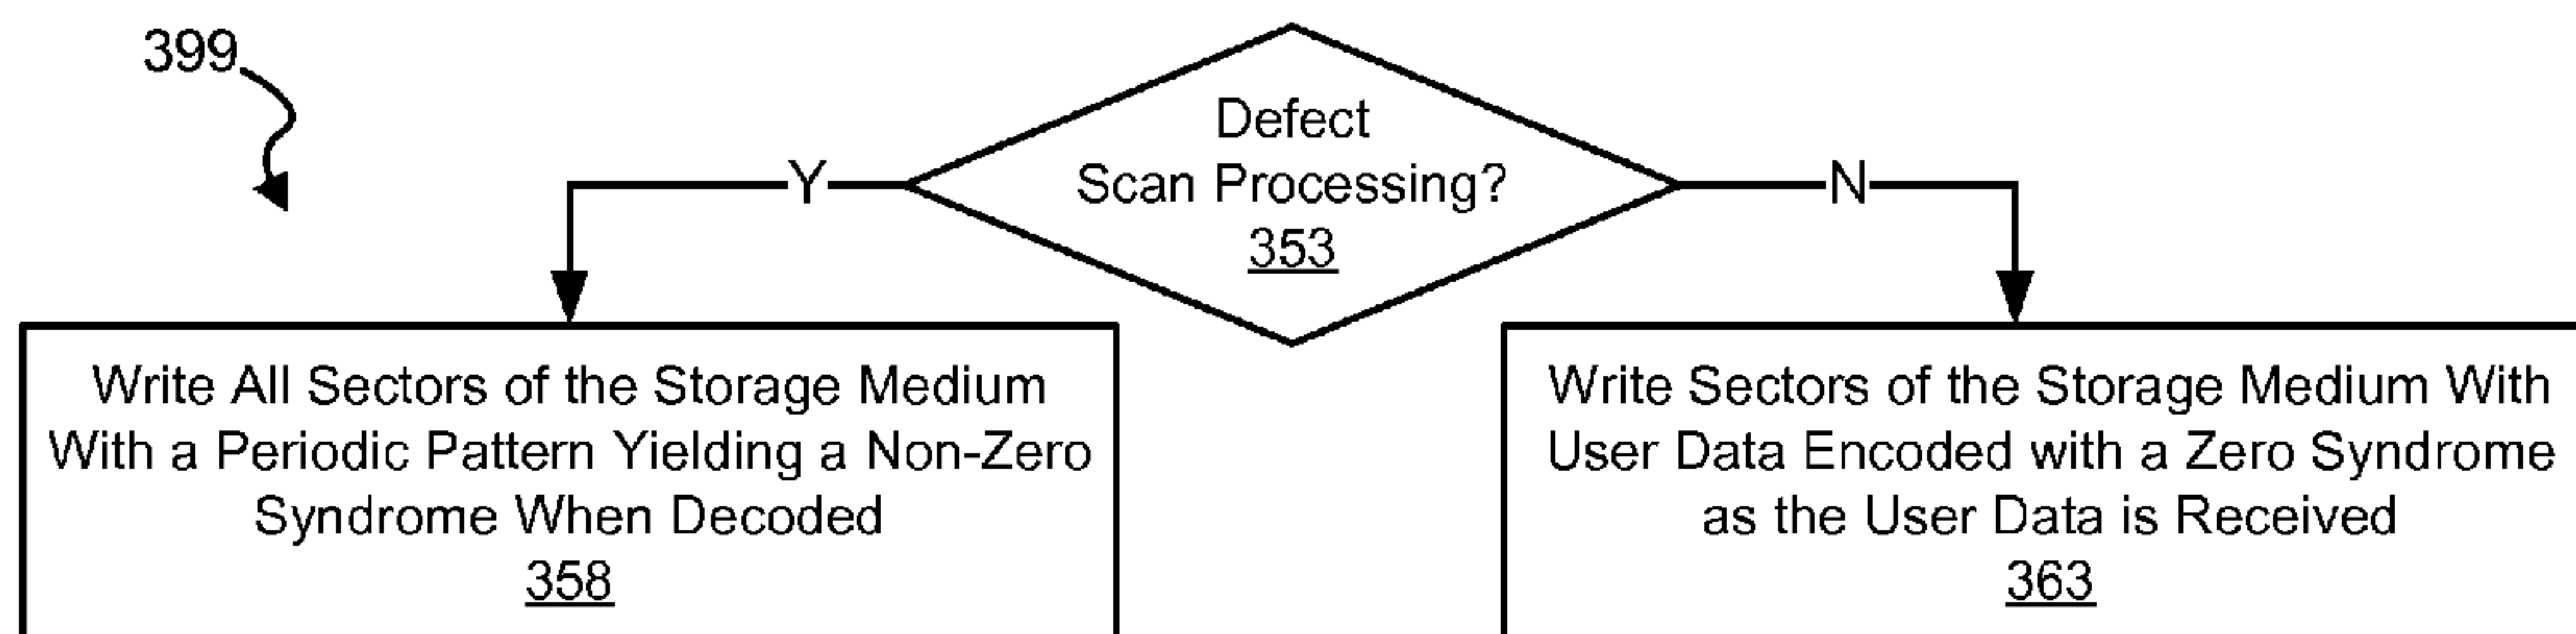 399
Defect
Scan Processing?
353
Y
N
Write All Sectors of the Storage Medium
With a Periodic Pattern Yielding a Non-Zero
Syndrome When Decoded
358
Write Sectors of the Storage Medium With
User Data Encoded with a Zero Syndrome
as the User Data is Received
363